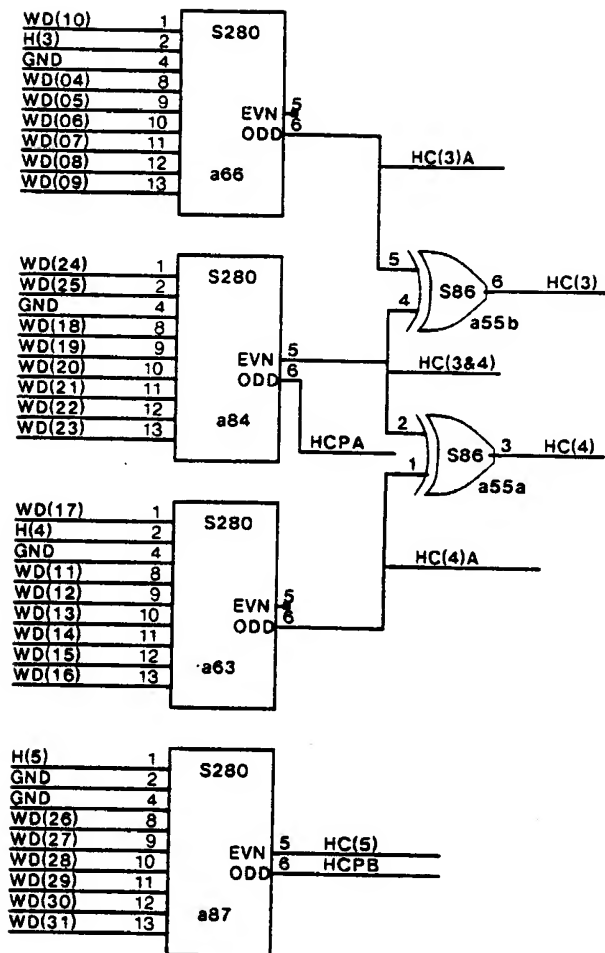 WD(10) 1
H(3) 2
GND 4
WD(04) 8
WD(05) 9
WD(06) 10
WD(07) 11
WD(08) 12
WD(09) 13
S280
EVN 5
ODD 6
a66
HC(3)A
5
4
S86
6
HC(3)
a55b
WD(24) 1
WD(25) 2
GND 4
WD(18) 8
WD(19) 9
WD(20) 10
WD(21) 11
WD(22) 12
WD(23) 13
S280
EVN 5
ODD 6
a84
HC(3&4)
HCPA
2
1
S86
3
HC(4)
a55a
WD(17) 1
H(4) 2
GND 4
WD(11) 8
WD(12) 9
WD(13) 10
WD(14) 11
WD(15) 12
WD(16) 13
S280
EVN 5
ODD 6
a63
HC(4)A
H(5) 1
GND 2
GND 4
WD(26) 8
WD(27) 9
WD(28) 10
WD(29) 11
WD(30) 12
WD(31) 13
S280
EVN 5 HC(5)
ODD 6 HCPB
a87